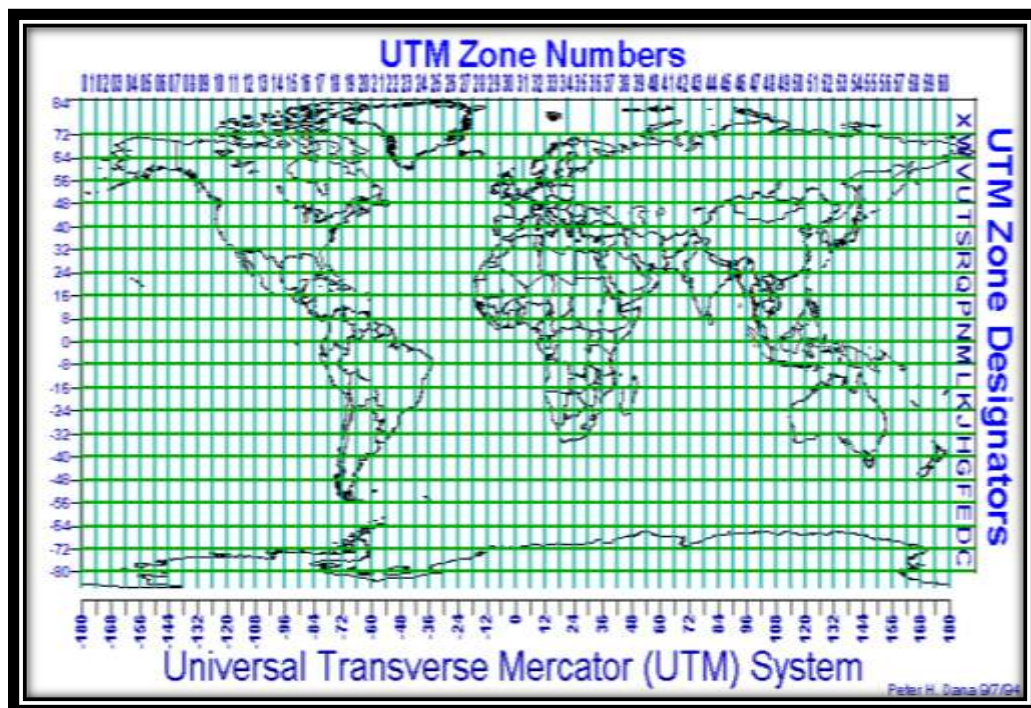 UTM Zone Numbers
01 02 03 04 05 06 07 08 09 10 11 12 13 14 15 16 17 18 19 20 21 22 23 24 25 26 27 28 29 30 31 32 33 34 35 36 37 38 39 40 41 42 43 44 45 46 47 48 49 50 51 52 53 54 55 56 57 58 59 60
84
72
64
56
48
40
32
24
15
8
0
-8
-16
-24
-32
-40
-48
-56
-64
-72
-80
X
W
V
U
T
S
R
Q
P
N
M
L
K
J
H
G
F
E
D
C
UTM Zone Designators
-180 -168 -156 -144 -132 -120 -108 -96 -84 -72 -60 -48 -36 -24 -12 0 12 24 36 48 60 72 84 96 108 120 132 144 156 168 180
Universal Transverse Mercator (UTM) System
Peter H. Dana 9/7/94